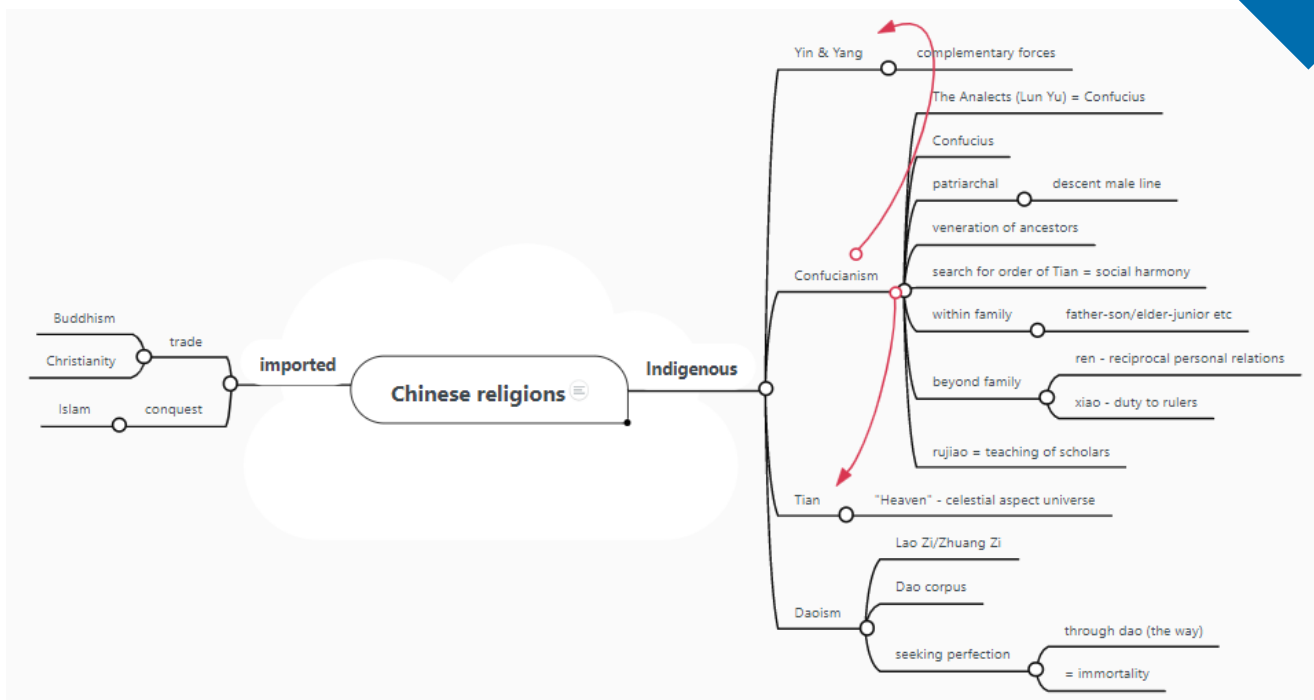 Chinese religions
imported
trade
Buddhism
Christianity
conquest
Islam
Indigenous
Yin & Yang
complementary forces
Confucianism
The Analects (Lun Yu) = Confucius
Confucius
patriarchal
descent male line
veneration of ancestors
search for order of Tian = social harmony
within family
father-son/elder-junior etc
beyond family
ren - reciprocal personal relations
xiao - duty to rulers
rujiao = teaching of scholars
Tian
"Heaven" - celestial aspect universe
Daoism
Lao Zi/Zhuang Zi
Dao corpus
seeking perfection
through dao (the way)
= immortality